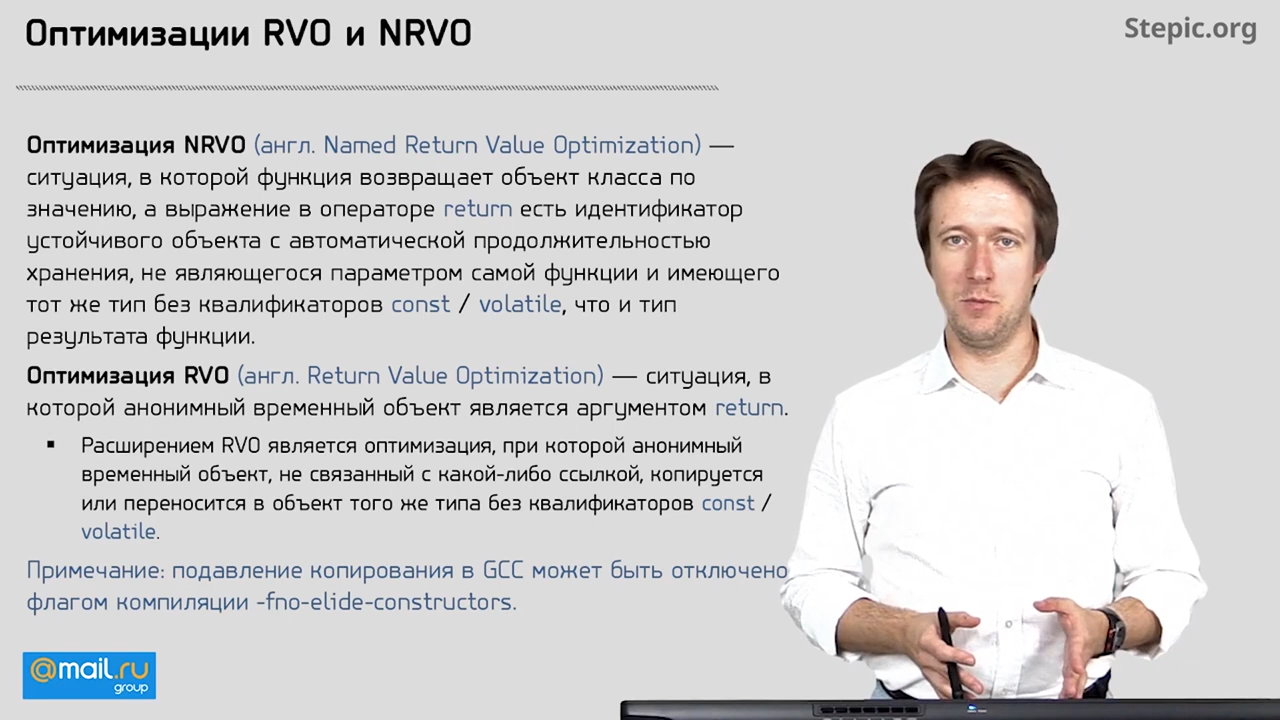 Оптимизации RVO и NRVO
Stepic.org
Оптимизация NRVO (англ. Named Return Value Optimization) —
ситуация, в которой функция возвращает объект класса по
значению, а выражение в операторе return есть идентификатор
устойчивого объекта с автоматической продолжительностью
хранения, не являющегося параметром самой функции и имеющего
тот же тип без квалификаторов const / volatile, что и тип
результата функции.
Оптимизация RVO (англ. Return Value Optimization) — ситуация, в
которой анонимный временный объект является аргументом return.
▪ Расширением RVO является оптимизация, при которой анонимный
временный объект, не связанный с какой-либо ссылкой, копируется
или переносится в объект того же типа без квалификаторов const /
volatile.
Примечание: подавление копирования в GCC может быть отключено
флагом компиляции -fno-elide-constructors.
@mail.ru
group